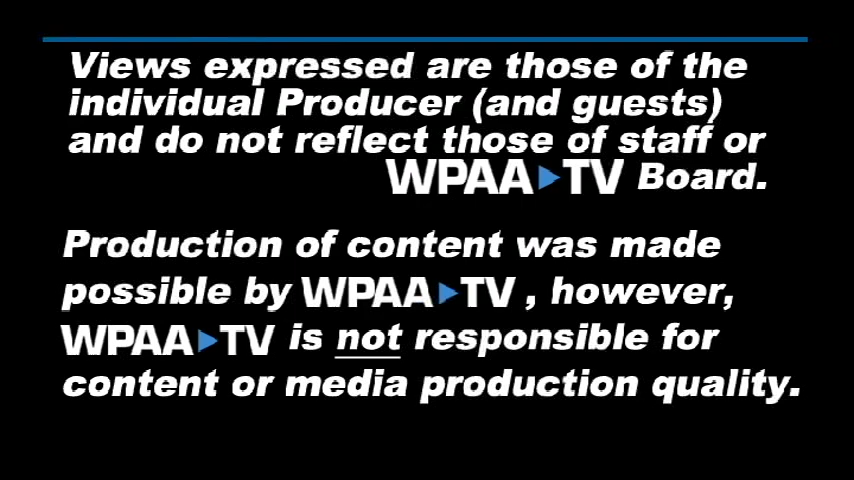 Views expressed are those of the
individual Producer (and guests)
and do not reflect those of staff or
WPAA▶TV Board.
Production of content was made
possible by WPAA▶TV , however,
WPAA▶TV is not responsible for
content or media production quality.